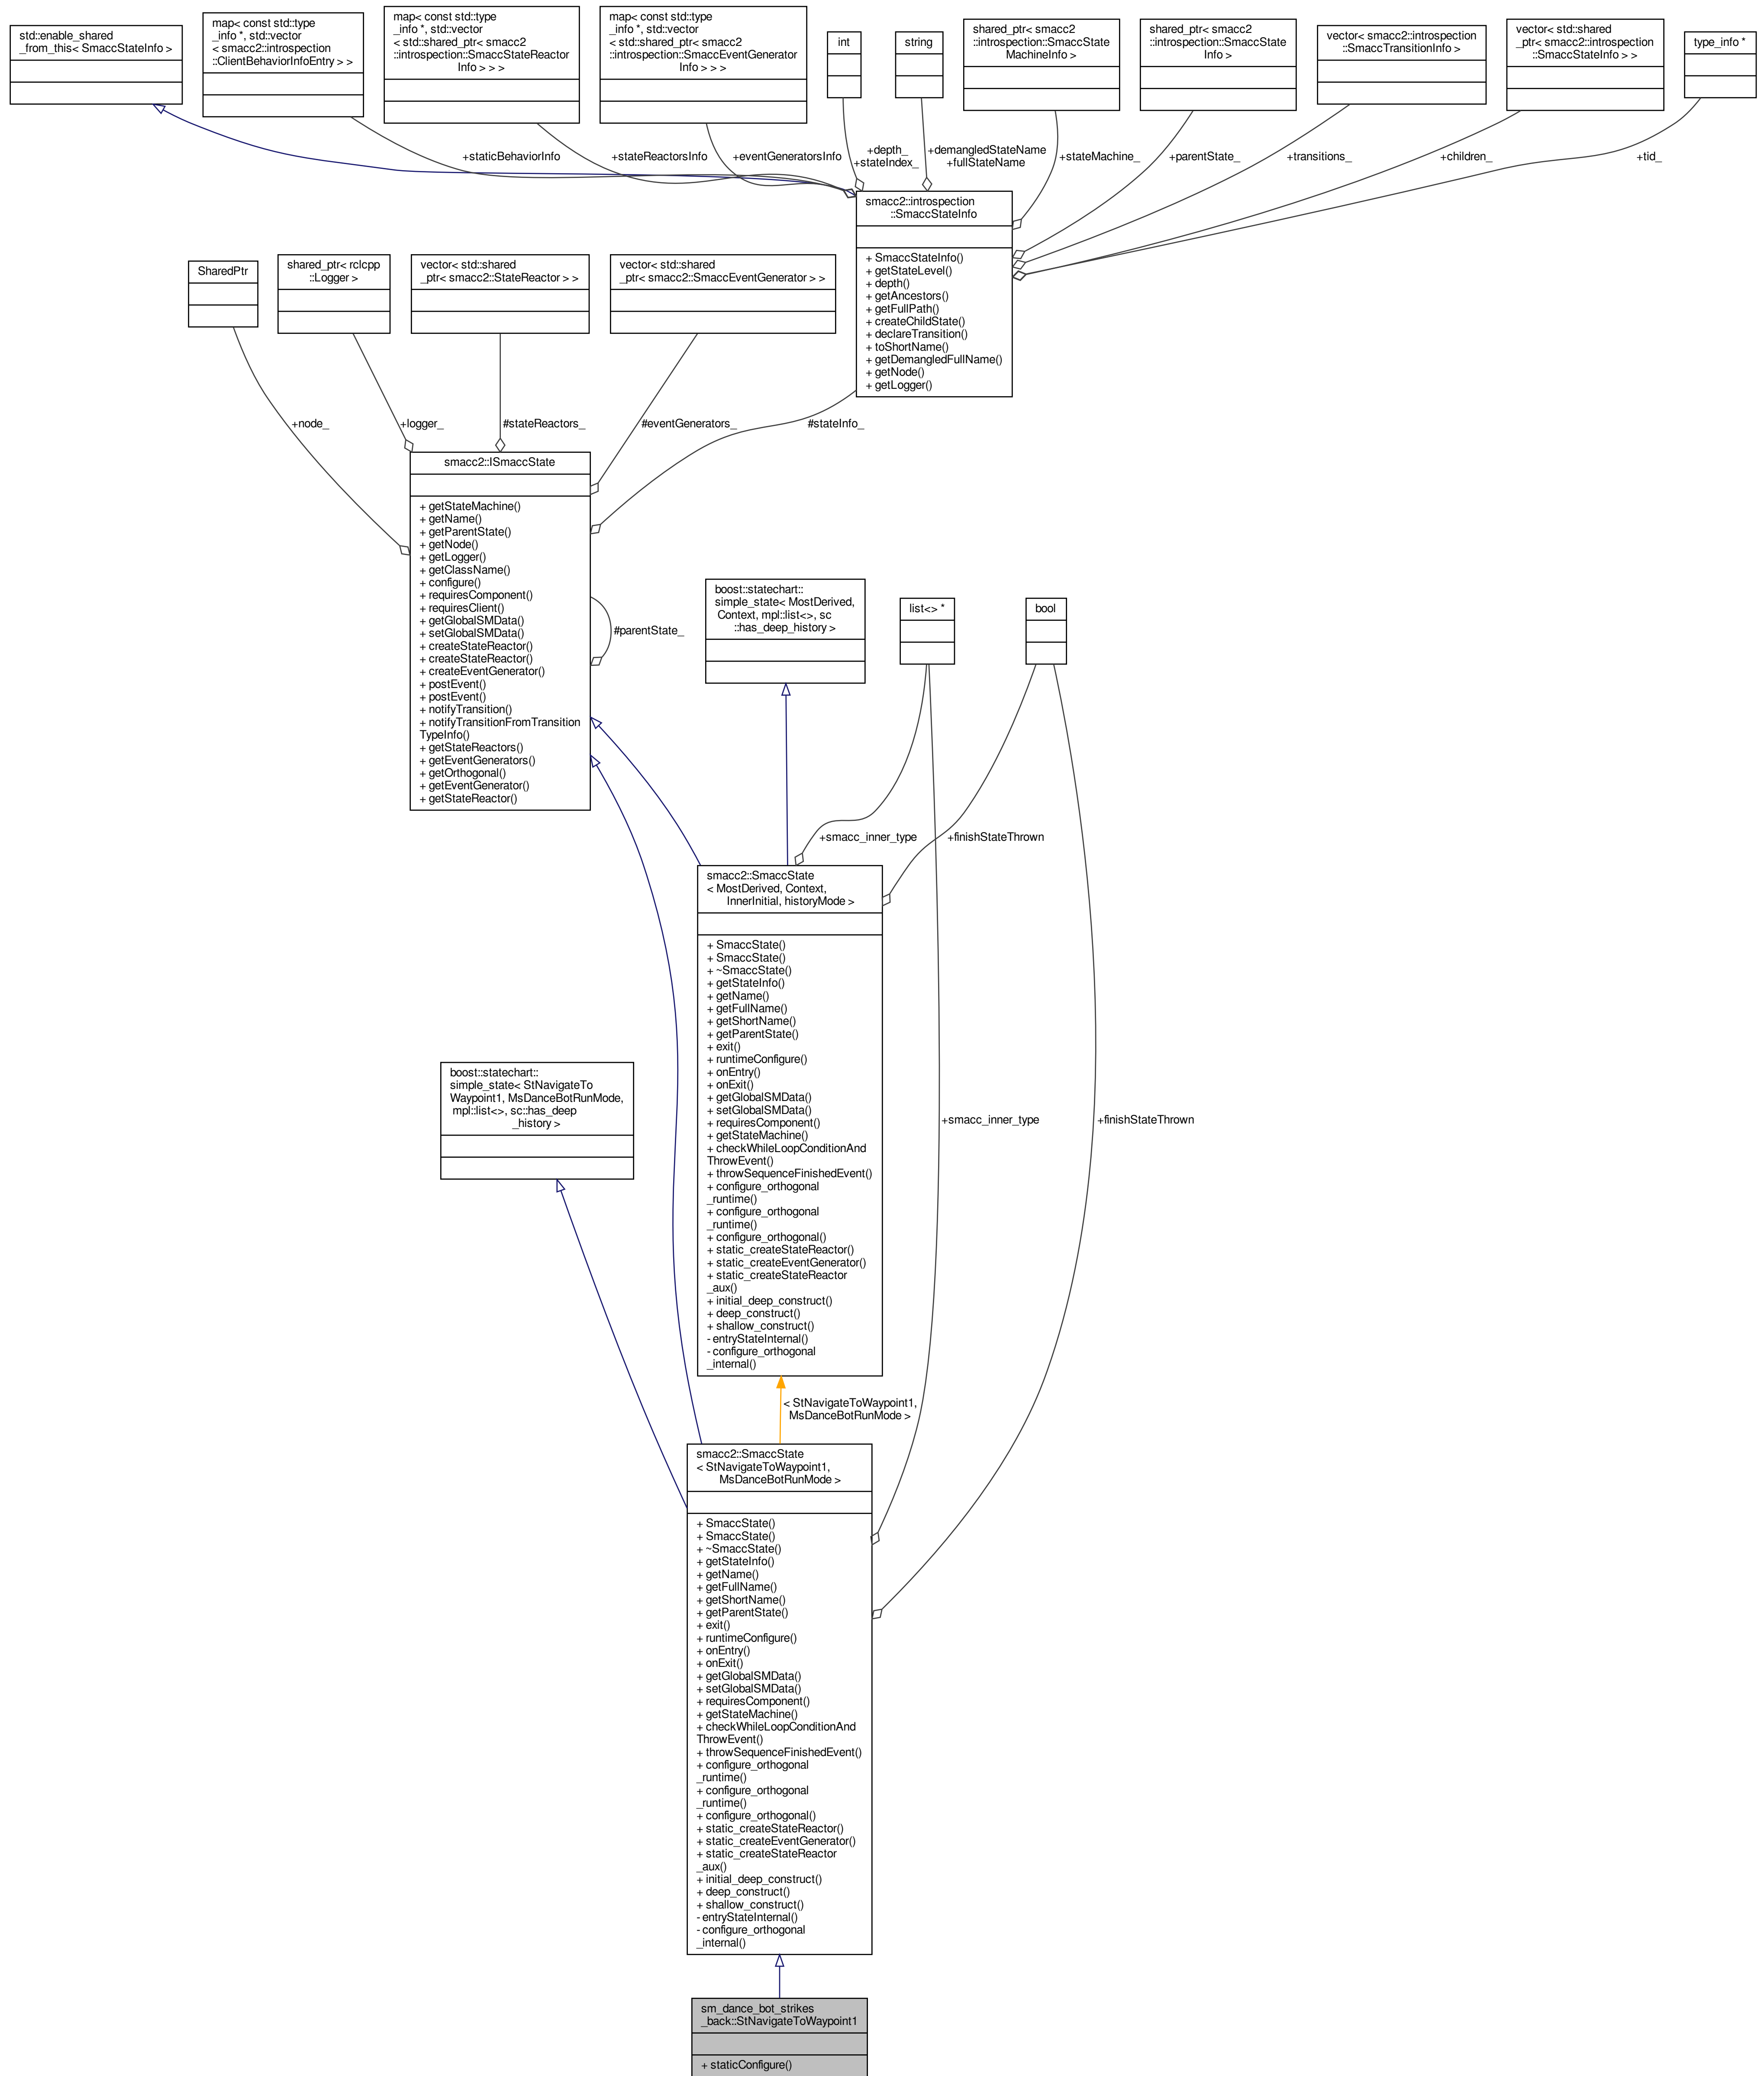 std::enable_shared
_from_this< SmaccStateInfo >
map< const std::type
_info *, std::vector
< smacc2::introspection
::ClientBehaviorInfoEntry > >
map< const std::type
_info *, std::vector
< std::shared_ptr< smacc2
::introspection::SmaccStateReactor
Info > > >
map< const std::type
_info *, std::vector
< std::shared_ptr< smacc2
::introspection::SmaccEventGenerator
Info > > >
int
string
shared_ptr< smacc2
::introspection::SmaccState
MachineInfo >
shared_ptr< smacc2
::introspection::SmaccState
Info >
vector< smacc2::introspection
::SmaccTransitionInfo >
vector< std::shared
_ptr< smacc2::introspection
::SmaccStateInfo > >
type_info *
+staticBehaviorInfo
+stateReactorsInfo
+eventGeneratorsInfo
+depth_
+stateIndex_
+demangledStateName
+fullStateName
+stateMachine_
+parentState_
+transitions_
+children_
+tid_
smacc2::introspection
::SmaccStateInfo
+ SmaccStateInfo()
+ getStateLevel()
+ depth()
+ getAncestors()
+ getFullPath()
+ createChildState()
+ declareTransition()
+ toShortName()
+ getDemangledFullName()
+ getNode()
+ getLogger()
SharedPtr
shared_ptr< rclcpp
::Logger >
vector< std::shared
_ptr< smacc2::StateReactor > >
vector< std::shared
_ptr< smacc2::SmaccEventGenerator > >
+node_
+logger_
#stateReactors_
#eventGenerators_
#stateInfo_
smacc2::ISmaccState
+ getStateMachine()
+ getName()
+ getParentState()
+ getNode()
+ getLogger()
+ getClassName()
+ configure()
+ requiresComponent()
+ requiresClient()
+ getGlobalSMData()
+ setGlobalSMData()
+ createStateReactor()
+ createStateReactor()
+ createEventGenerator()
+ postEvent()
+ postEvent()
+ notifyTransition()
+ notifyTransitionFromTransition
TypeInfo()
+ getStateReactors()
+ getEventGenerators()
+ getOrthogonal()
+ getEventGenerator()
+ getStateReactor()
#parentState_
boost::statechart::
simple_state< MostDerived,
Context, mpl::list<>, sc
::has_deep_history >
list<> *
bool
+smacc_inner_type
+finishStateThrown
smacc2::SmaccState
< MostDerived, Context,
InnerInitial, historyMode >
+ SmaccState()
+ SmaccState()
+ ~SmaccState()
+ getStateInfo()
+ getName()
+ getFullName()
+ getShortName()
+ getParentState()
+ exit()
+ runtimeConfigure()
+ onEntry()
+ onExit()
+ getGlobalSMData()
+ setGlobalSMData()
+ requiresComponent()
+ getStateMachine()
+ checkWhileLoopConditionAnd
ThrowEvent()
+ throwSequenceFinishedEvent()
+ configure_orthogonal
_runtime()
+ configure_orthogonal
_runtime()
+ configure_orthogonal()
+ static_createStateReactor()
+ static_createEventGenerator()
+ static_createStateReactor
_aux()
+ initial_deep_construct()
+ deep_construct()
+ shallow_construct()
- entryStateInternal()
- configure_orthogonal
_internal()
boost::statechart::
simple_state< StNavigateTo
Waypoint1, MsDanceBotRunMode,
mpl::list<>, sc::has_deep
_history >
+smacc_inner_type
+finishStateThrown
< StNavigateToWaypoint1,
MsDanceBotRunMode >
smacc2::SmaccState
< StNavigateToWaypoint1,
MsDanceBotRunMode >
+ SmaccState()
+ SmaccState()
+ ~SmaccState()
+ getStateInfo()
+ getName()
+ getFullName()
+ getShortName()
+ getParentState()
+ exit()
+ runtimeConfigure()
+ onEntry()
+ onExit()
+ getGlobalSMData()
+ setGlobalSMData()
+ requiresComponent()
+ getStateMachine()
+ checkWhileLoopConditionAnd
ThrowEvent()
+ throwSequenceFinishedEvent()
+ configure_orthogonal
_runtime()
+ configure_orthogonal
_runtime()
+ configure_orthogonal()
+ static_createStateReactor()
+ static_createEventGenerator()
+ static_createStateReactor
_aux()
+ initial_deep_construct()
+ deep_construct()
+ shallow_construct()
- entryStateInternal()
- configure_orthogonal
_internal()
sm_dance_bot_strikes
_back::StNavigateToWaypoint1
+ staticConfigure()